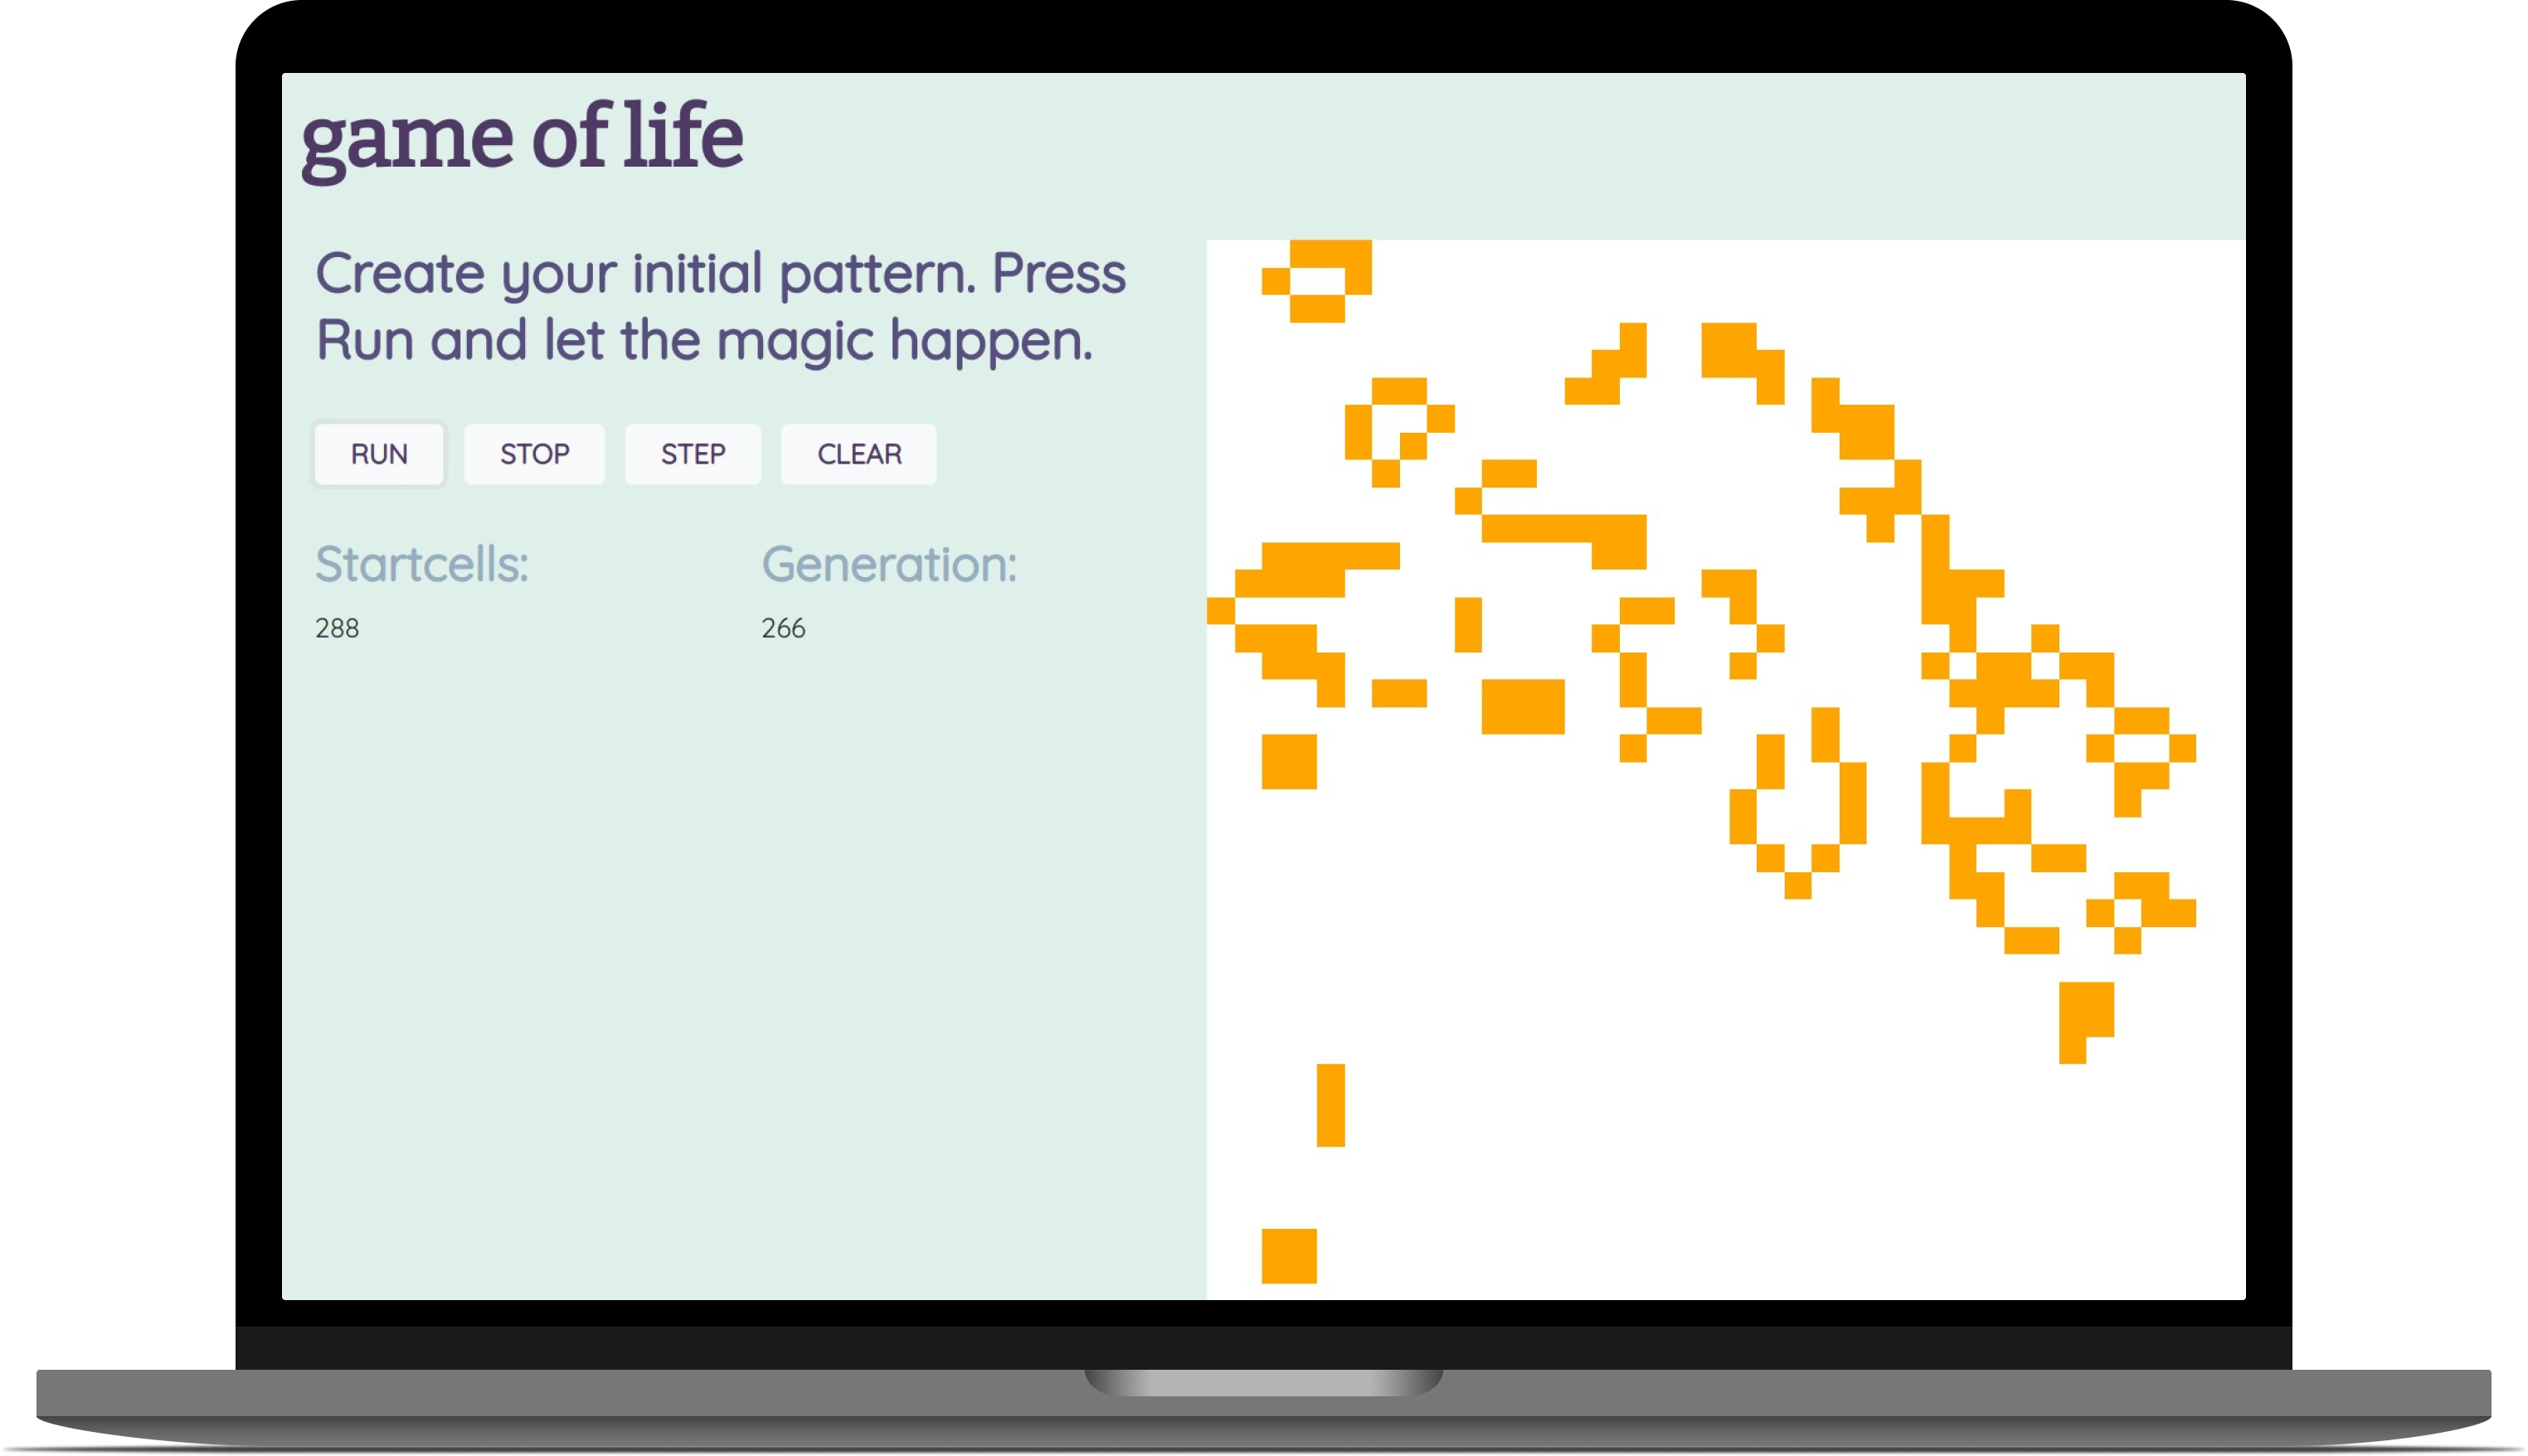 game of life
Create your initial pattern. Press
Run and let the magic happen.
RUN STOP STEP CLEAR
Startcells: Generation:
288 266